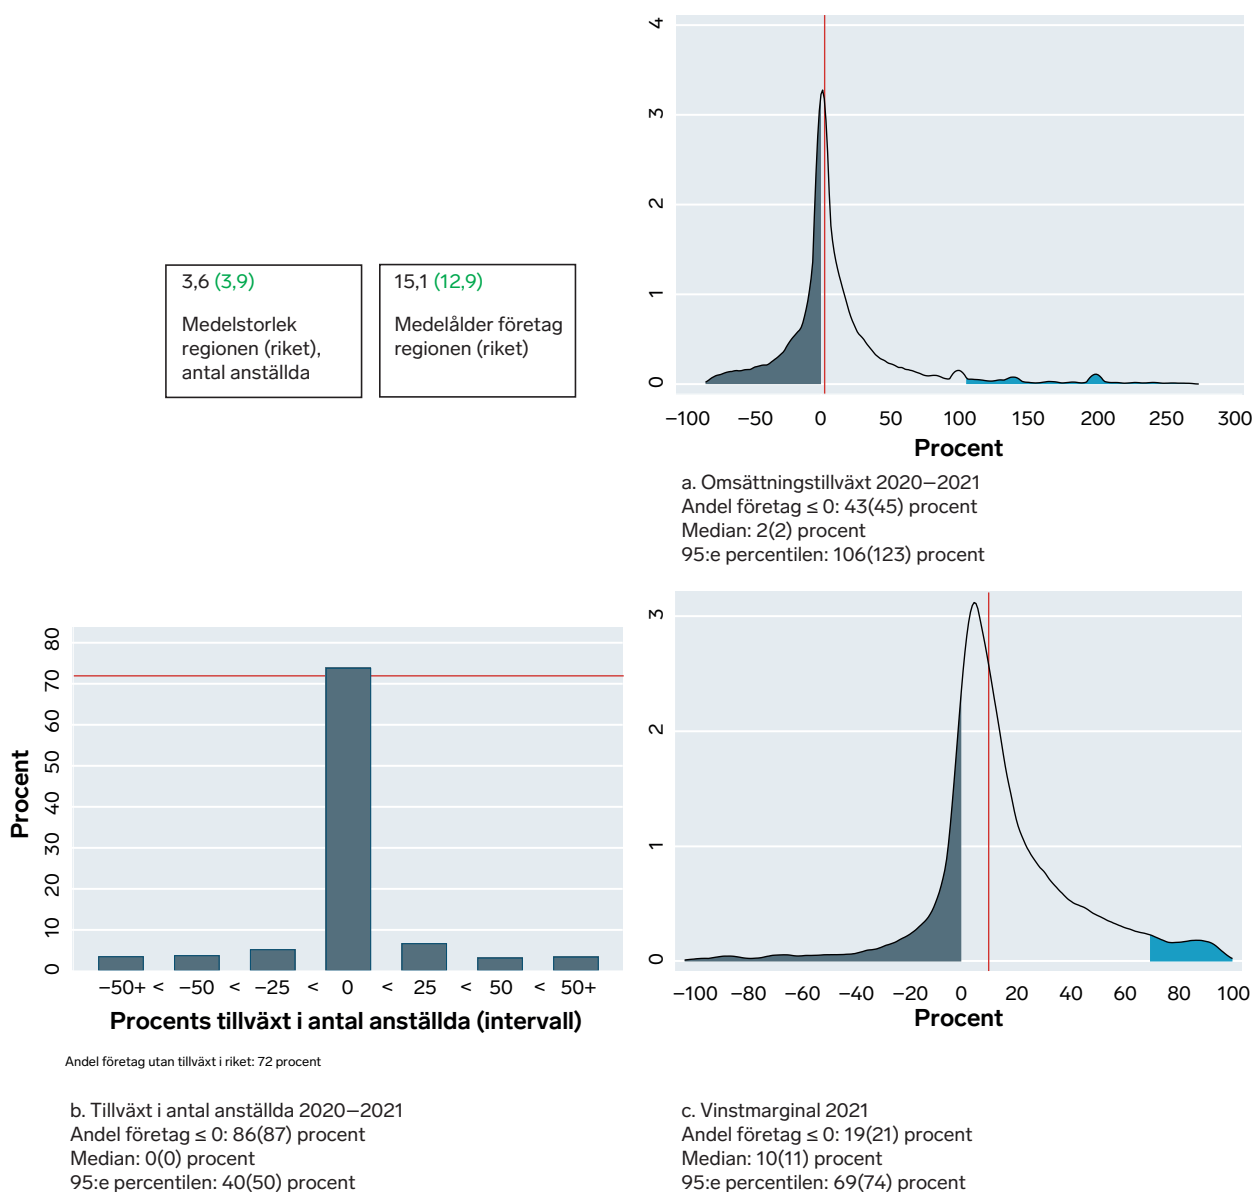 3,6 (3,9)
Medelstorlek
regionen (riket),
antal anställda
15,1 (12,9)
Medelålder företag
regionen (riket)
4
3
2
1
0
−100 −50 0 50 100 150 200 250 300
Procent
a. Omsättningstillväxt 2020–2021
Andel företag ≤ 0: 43(45) procent
Median: 2(2) procent
95:e percentilen: 106(123) procent
Procent
80
70
60
50
40
30
20
10
0
−50+ < −50 < −25 < 0 < 25 < 50 < 50+
Procents tillväxt i antal anställda (intervall)
Andel företag utan tillväxt i riket: 72 procent
b. Tillväxt i antal anställda 2020–2021
Andel företag ≤ 0: 86(87) procent
Median: 0(0) procent
95:e percentilen: 40(50) procent
3
2
1
0
−100 −80 −60 −40 −20 0 20 40 60 80 100
Procent
c. Vinstmarginal 2021
Andel företag ≤ 0: 19(21) procent
Median: 10(11) procent
95:e percentilen: 69(74) procent